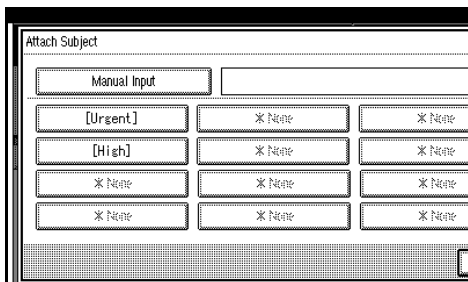 Attach Subject
Manual Input
[Urgent] * None * None
[High] * None * None
* None * None * None
* None * None * None